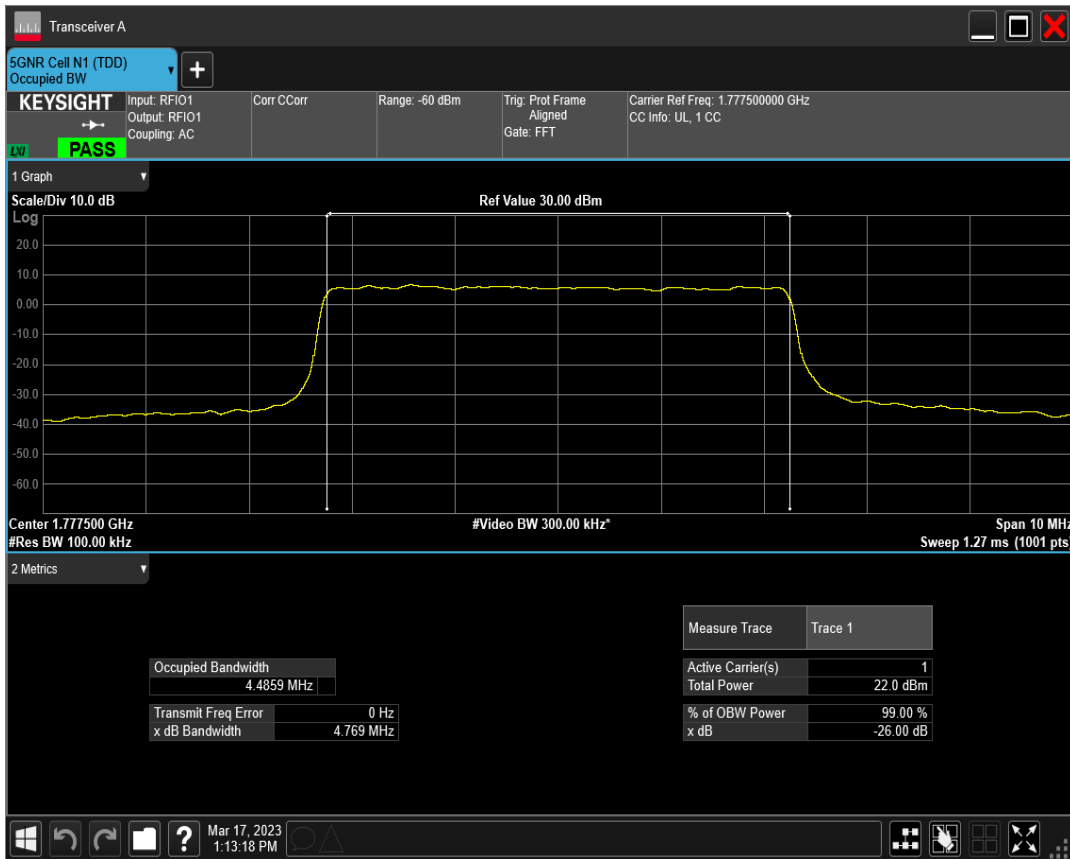 Transceiver A
5GNR Cell N1 (TDD)
Occupied BW
+
KEYSIGHT
LXI
PASS
Input: RFIO1
Output: RFIO1
Coupling: AC
Corr CCorr
Range: -60 dBm
Trig: Prot Frame
Aligned
Gate: FFT
Carrier Ref Freq: 1.777500000 GHz
CC Info: UL, 1 CC
1 Graph
Scale/Div 10.0 dB
Ref Value 30.00 dBm
Log
20.0
10.0
0.00
-10.0
-20.0
-30.0
-40.0
-50.0
-60.0
Center 1.777500 GHz
#Video BW 300.00 kHz*
Span 10 MHz
#Res BW 100.00 kHz
Sweep 1.27 ms (1001 pts)
2 Metrics
Measure Trace Trace 1
Occupied Bandwidth
4.4859 MHz
Active Carrier(s) 1
Total Power 22.0 dBm
Transmit Freq Error 0 Hz
x dB Bandwidth 4.769 MHz
% of OBW Power 99.00 %
x dB -26.00 dB
?
Mar 17, 2023
1:13:18 PM